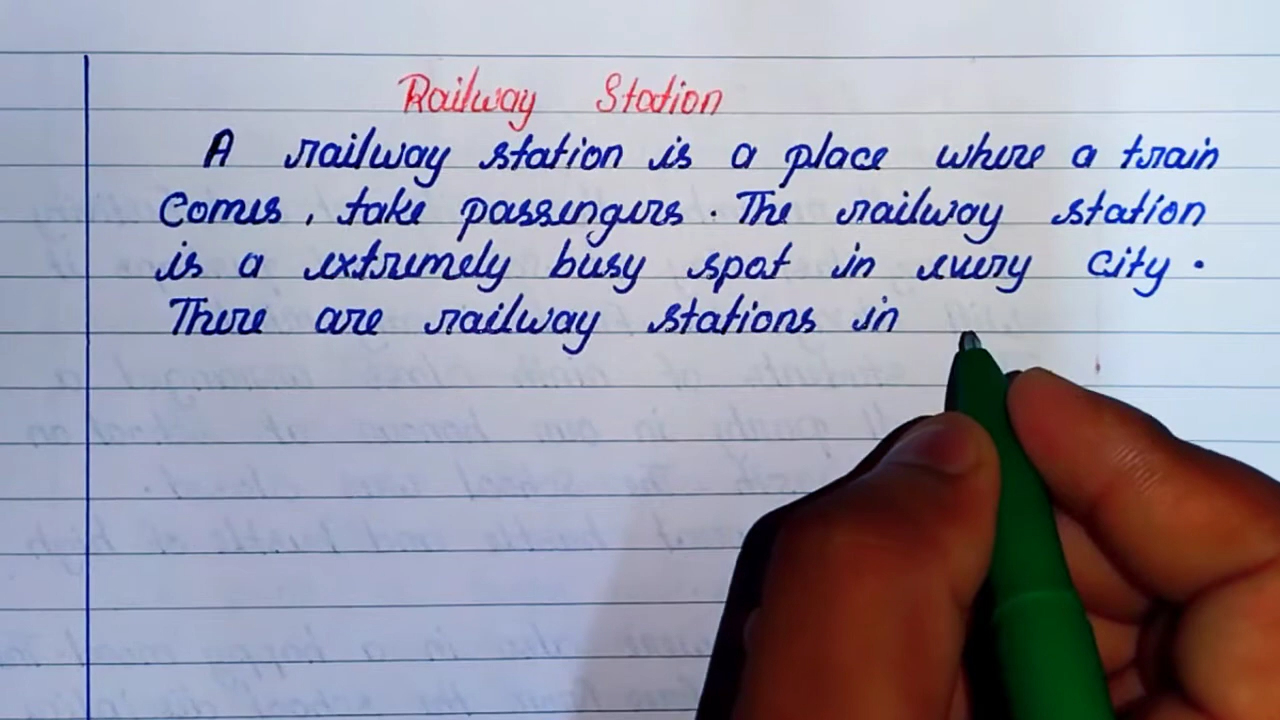 Railway Station
A railway station is a place where a train
comes, take passengers. The railway station
is a extremely busy spot in every city.
There are railway stations in